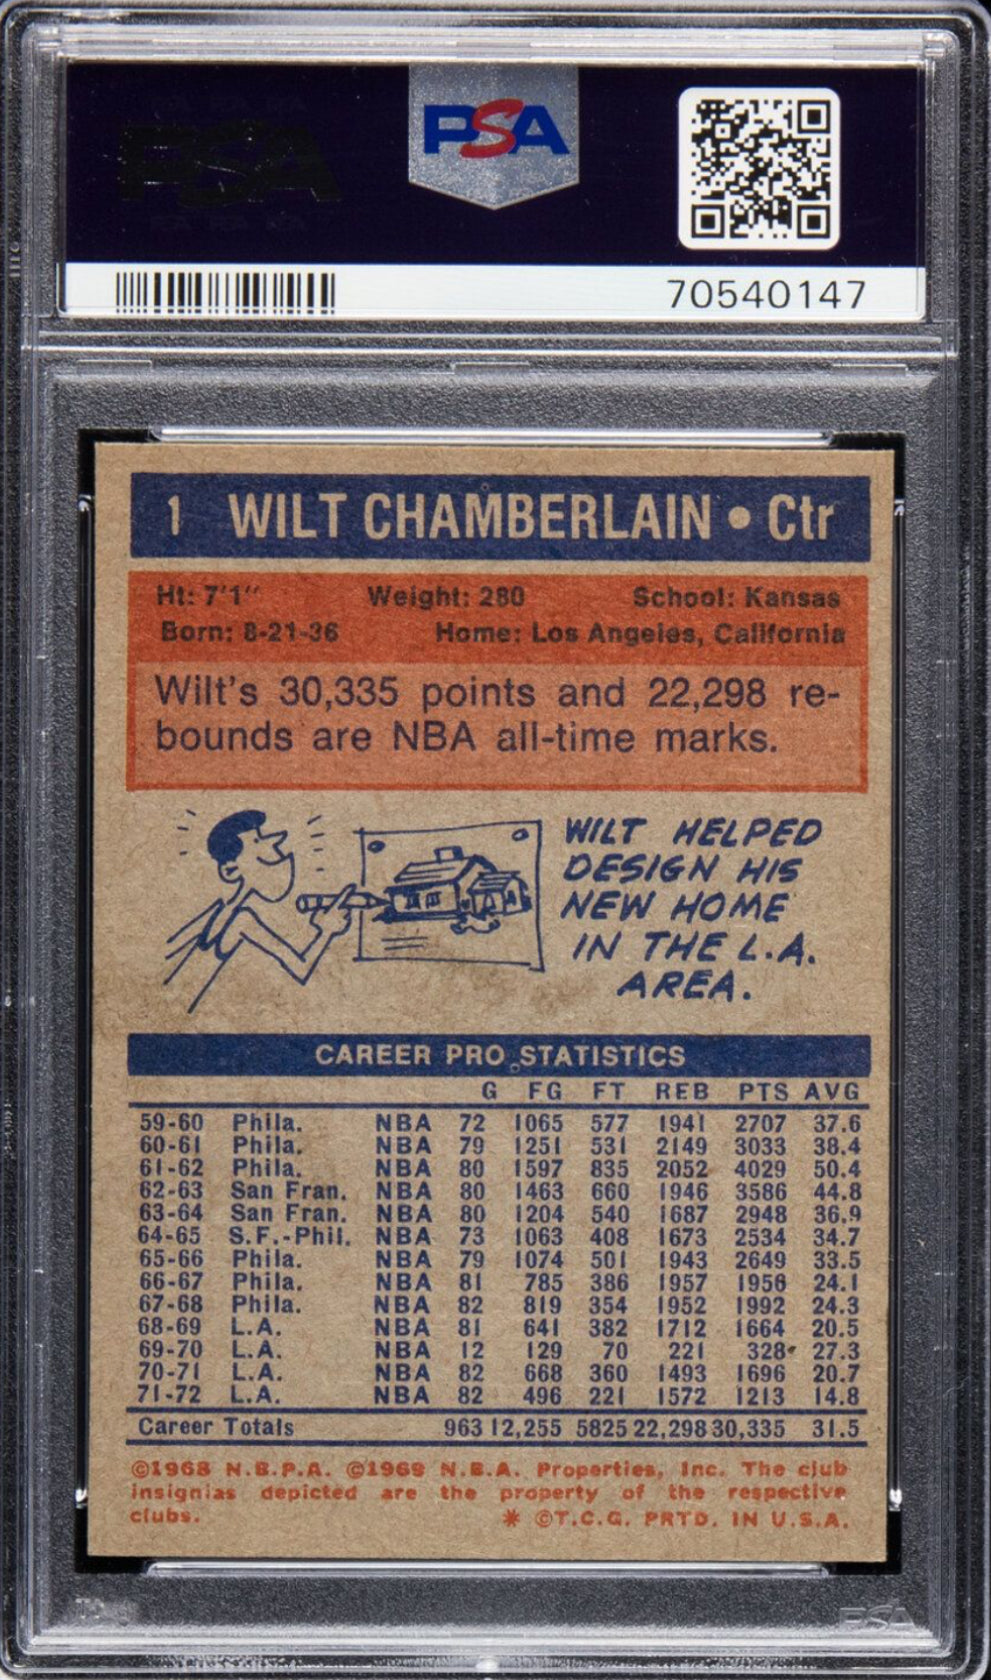 PSA
70540147
1 WILT CHAMBERLAIN • Ctr
Ht: 7'1" Weight: 280 School: Kansas
Born: 8-21-36 Home: Los Angeles, California
Wilt's 30,335 points and 22,298 re-
bounds are NBA all-time marks.
WILT HELPED
DESIGN HIS
NEW HOME
IN THE L.A.
AREA.
CAREER PRO STATISTICS
G FG FT REB PTS AVG
59-60 Phila. NBA 72 1065 577 1941 2707 37.6
60-61 Phila. NBA 79 1251 531 2149 3033 38.4
61-62 Phila. NBA 80 1597 835 2052 4029 50.4
62-63 San Fran. NBA 80 1463 660 1946 3586 44.8
63-64 San Fran. NBA 80 1204 540 1687 2948 36.9
64-65 S.F.-Phil. NBA 73 1063 408 1673 2534 34.7
65-66 Phila. NBA 79 1074 501 1943 2649 33.5
66-67 Phila. NBA 81 785 386 1957 1956 24.1
67-68 Phila. NBA 82 819 354 1952 1992 24.3
68-69 L.A. NBA 81 641 382 1712 1664 20.5
69-70 L.A. NBA 12 129 70 221 328 27.3
70-71 L.A. NBA 82 668 360 1493 1696 20.7
71-72 L.A. NBA 82 496 221 1572 1213 14.8
Career Totals 963 12,255 5825 22,298 30,335 31.5
©1968 N.B.P.A. ©1969 N.B.A. Properties, Inc. The club
insignias depicted are the property of the respective
clubs. * ©T.C.G. PRTD. IN U.S.A.
PSA